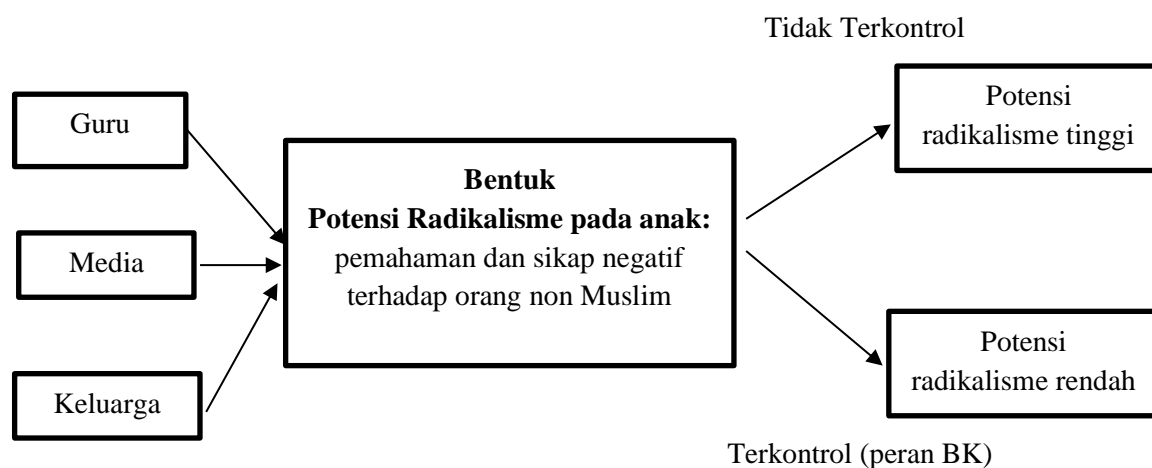 Tidak Terkontrol
Guru
Media
Keluarga
Bentuk
Potensi Radikalisme pada anak:
pemahaman dan sikap negatif
terhadap orang non Muslim
Potensi
radikalisme tinggi
Potensi
radikalisme rendah
Terkontrol (peran BK)